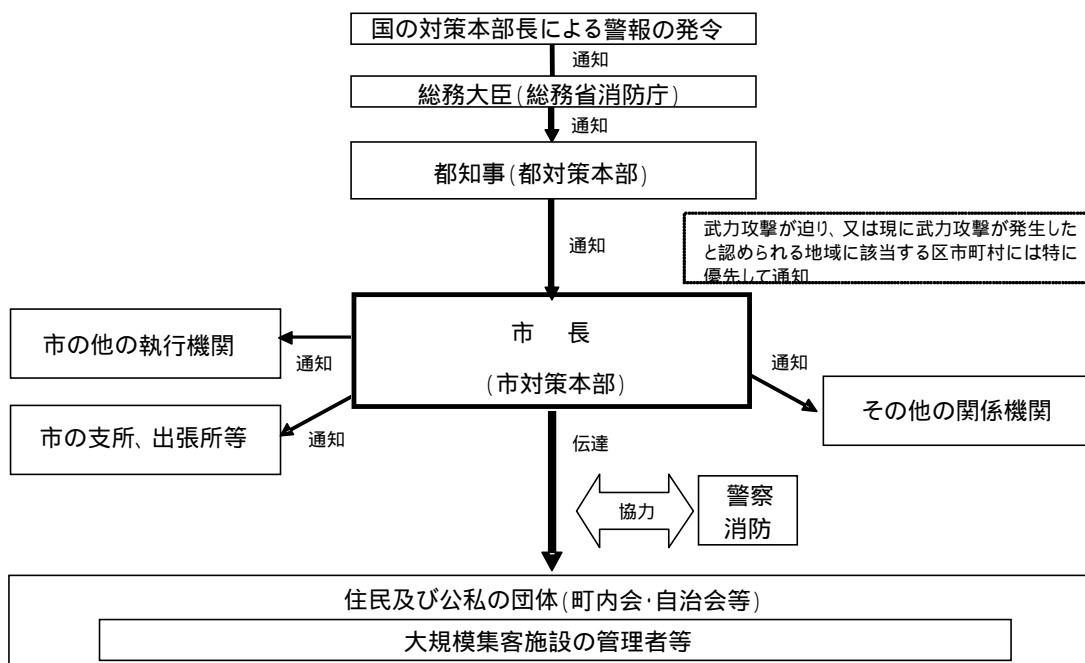 国の対策本部長による警報の発令
通知
総務大臣(総務省消防庁)
通知
都知事(都対策本部)
通知
武力攻撃が迫り、又は現に武力攻撃が発生した
と認められる地域に該当する区市町村には特に
優先して通知
市 長
(市対策本部)
市の他の執行機関
通知
通知
市の支所、出張所等
通知
その他の関係機関
伝達
協力
警察
消防
住民及び公私の団体(町内会・自治会等)
大規模集客施設の管理者等